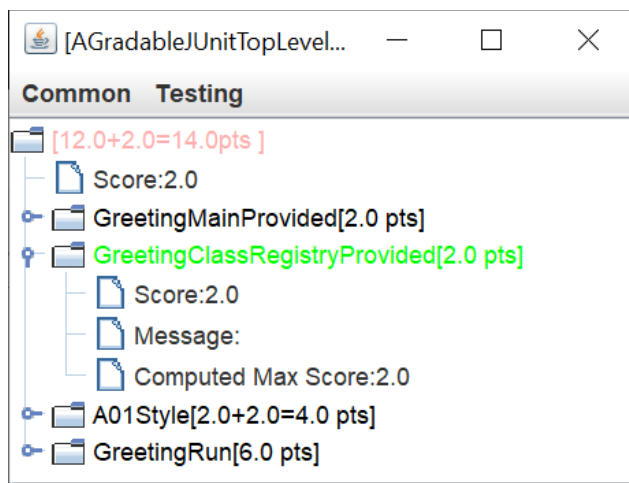 [AGradableJUnitTopLevel...
Common Testing
[12.0+2.0=14.0pts ]
Score:2.0
GreetingMainProvided[2.0 pts]
GreetingClassRegistryProvided[2.0 pts]
Score:2.0
Message:
Computed Max Score:2.0
A01Style[2.0+2.0=4.0 pts]
GreetingRun[6.0 pts]